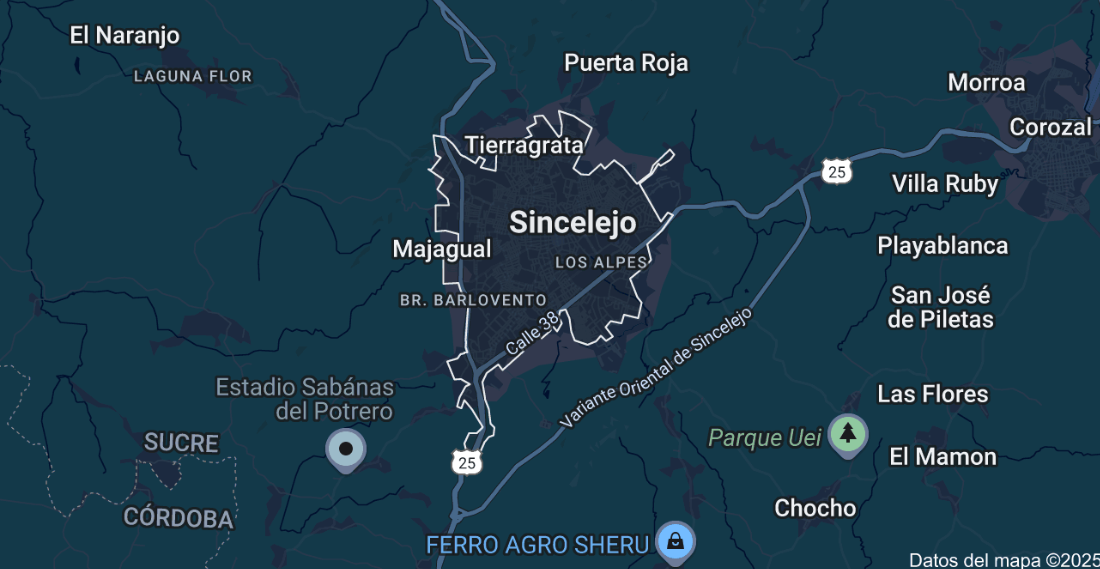 El Naranjo
LAGUNA FLOR
Puerta Roja
Morroa
Corozal
Tierragrata
25
Villa Ruby
Sincelejo
Majagual
LOS ALPES
Playablanca
BR. BARLOVENTO
San José
de Piletas
Calle 38
Variante Oriental de Sincelejo
Estadio Sabánas
del Potrero
Las Flores
SUCRE
Parque Uei
25
El Mamon
CÓRDOBA
Chocho
FERRO AGRO SHERU
Datos del mapa ©2025